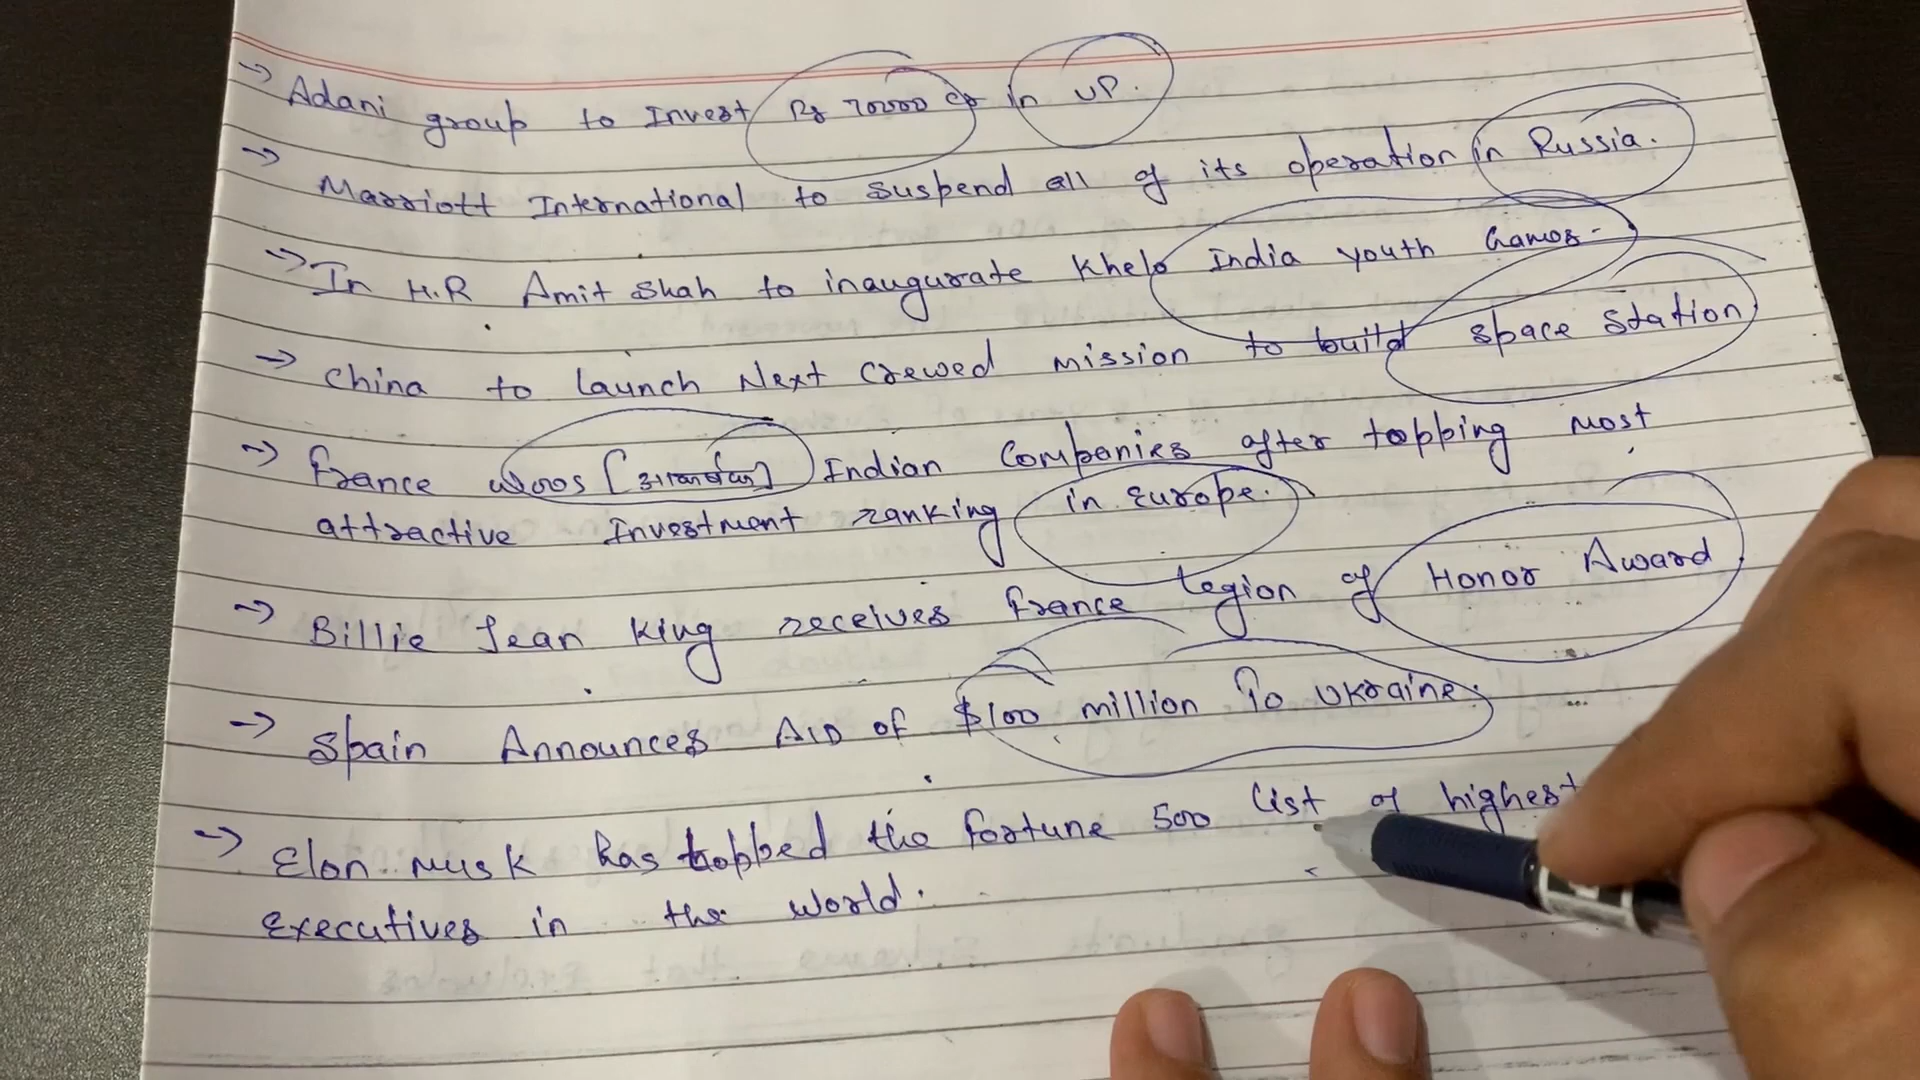 → Adani group to Invest Rs 70000 cr in UP.
→ Marriott International to suspend all of its operation in Russia.
→ In H.R Amit Shah to inaugurate Khelo India youth Games.
→ China to launch Next Crewed mission to build space station
→ France woos [आकर्षक] Indian Companies after topping most
attractive Investment ranking in Europe.
→ Billie Jean King receives France Legion of Honor Award
→ Spain Announces AID of $100 million To Ukraine.
→ Elon Musk has topped the fortune 500 list of highest
executives in the world.